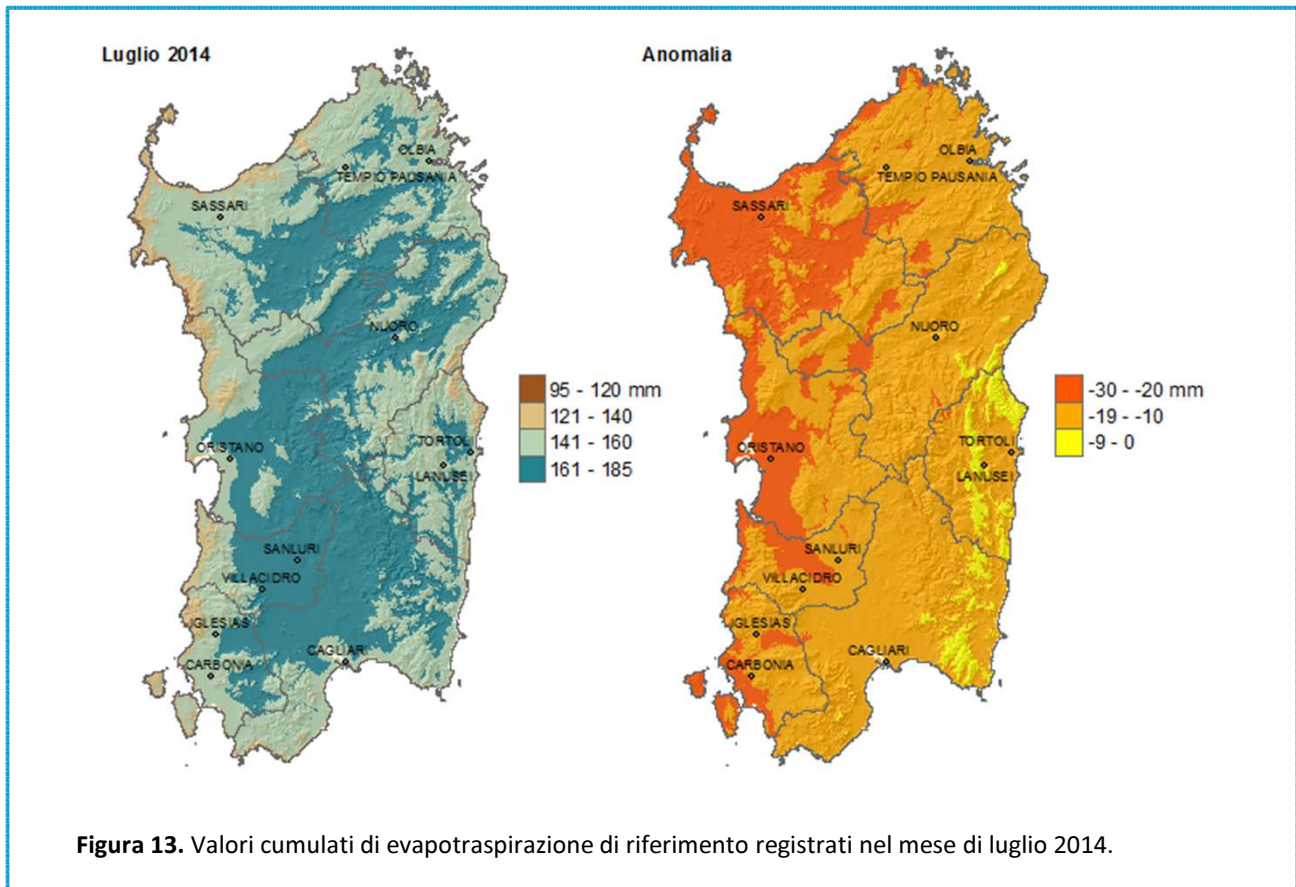 Luglio 2014
Anomalia
OLBIA
TEMPIO PAUSANIA
SASSARI
NUORO
TORTOLI
ORISTANO
LANUSEI
SANLURI
VILLACIDRO
IGLESIAS
CAGLIARI
CARBONIA
95 - 120 mm
121 - 140
141 - 160
161 - 185
OLBIA
TEMPIO PAUSANIA
SASSARI
NUORO
TORTOLI
ORISTANO
LANUSEI
SANLURI
VILLACIDRO
IGLESIAS
CAGLIARI
CARBONIA
-30 - -20 mm
-19 - -10
-9 - 0
Figura 13. Valori cumulati di evapotraspirazione di riferimento registrati nel mese di luglio 2014.